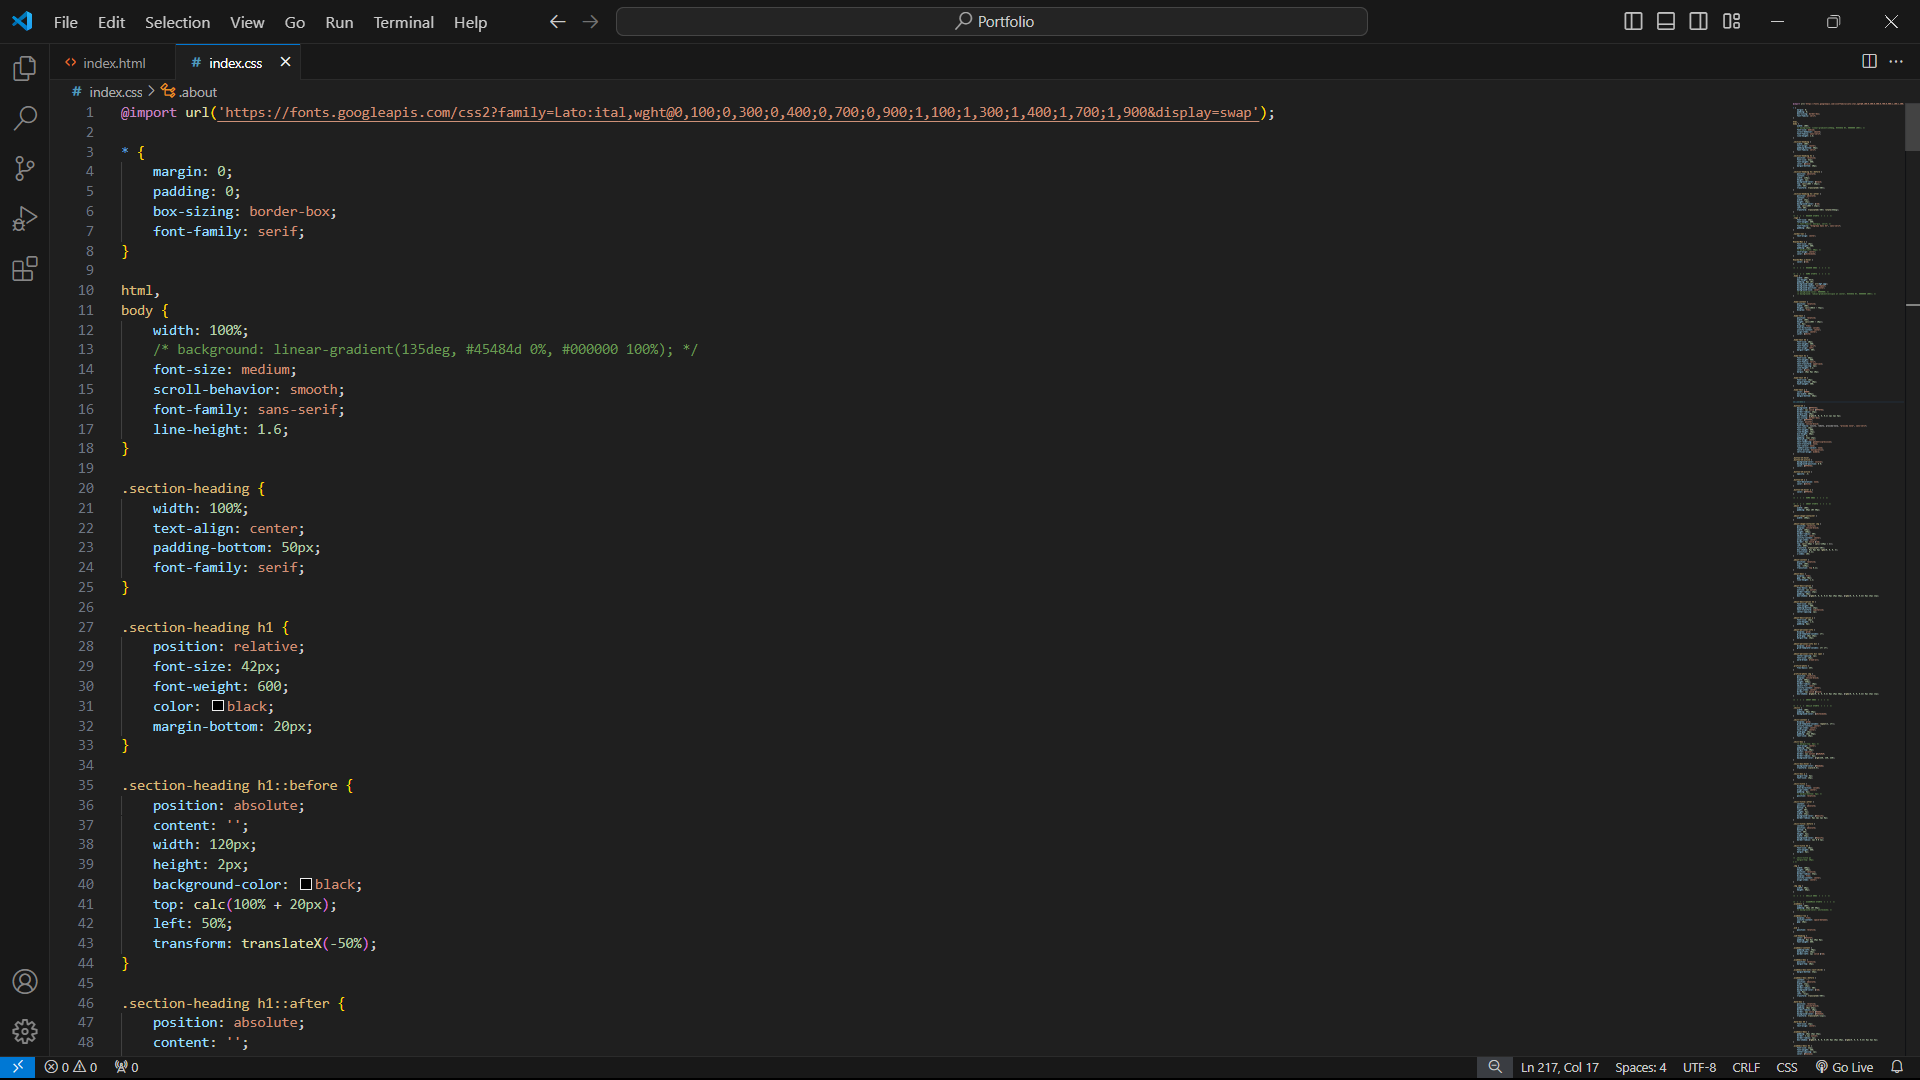 File Edit Selection View Go Run Terminal Help
Portfolio
index.html
# index.css
# index.css > .about
1 @import url('https://fonts.googleapis.com/css2?family=Lato:ital,wght@0,100;0,300;0,400;0,700;0,900;1,100;1,300;1,400;1,700;1,900&display=swap');
2
3 * {
4     margin: 0;
5     padding: 0;
6     box-sizing: border-box;
7     font-family: serif;
8 }
9
10 html,
11 body {
12     width: 100%;
13     /* background: linear-gradient(135deg, #45484d 0%, #000000 100%); */
14     font-size: medium;
15     scroll-behavior: smooth;
16     font-family: sans-serif;
17     line-height: 1.6;
18 }
19
20 .section-heading {
21     width: 100%;
22     text-align: center;
23     padding-bottom: 50px;
24     font-family: serif;
25 }
26
27 .section-heading h1 {
28     position: relative;
29     font-size: 42px;
30     font-weight: 600;
31     color: black;
32     margin-bottom: 20px;
33 }
34
35 .section-heading h1::before {
36     position: absolute;
37     content: '';
38     width: 120px;
39     height: 2px;
40     background-color: black;
41     top: calc(100% + 20px);
42     left: 50%;
43     transform: translateX(-50%);
44 }
45
46 .section-heading h1::after {
47     position: absolute;
48     content: '';
0 0 0
Ln 217, Col 17 Spaces: 4 UTF-8 CRLF CSS Go Live